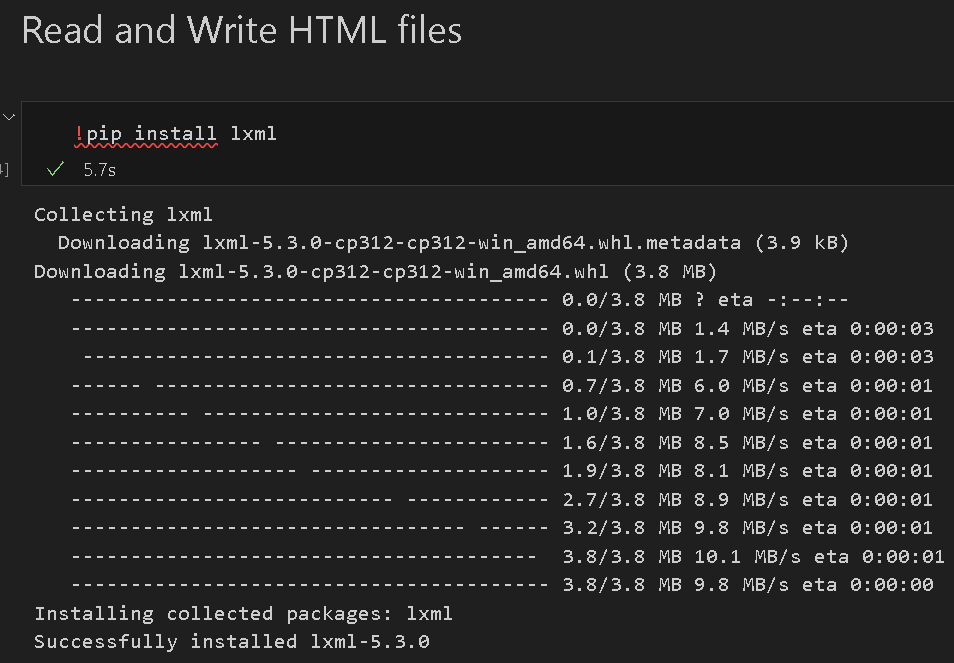 Read and Write HTML files
!pip install lxml
5.7s
Collecting lxml
  Downloading lxml-5.3.0-cp312-cp312-win_amd64.whl.metadata (3.9 kB)
Downloading lxml-5.3.0-cp312-cp312-win_amd64.whl (3.8 MB)
   ---------------------------------------- 0.0/3.8 MB ? eta -:--:--
   ---------------------------------------- 0.0/3.8 MB 1.4 MB/s eta 0:00:03
    --------------------------------------- 0.1/3.8 MB 1.7 MB/s eta 0:00:03
   ------ --------------------------------- 0.7/3.8 MB 6.0 MB/s eta 0:00:01
   ---------- ----------------------------- 1.0/3.8 MB 7.0 MB/s eta 0:00:01
   ---------------- ----------------------- 1.6/3.8 MB 8.5 MB/s eta 0:00:01
   ------------------- -------------------- 1.9/3.8 MB 8.1 MB/s eta 0:00:01
   --------------------------- ------------ 2.7/3.8 MB 8.9 MB/s eta 0:00:01
   --------------------------------- ------ 3.2/3.8 MB 9.8 MB/s eta 0:00:01
   ---------------------------------------  3.8/3.8 MB 10.1 MB/s eta 0:00:01
   ---------------------------------------- 3.8/3.8 MB 9.8 MB/s eta 0:00:00
Installing collected packages: lxml
Successfully installed lxml-5.3.0